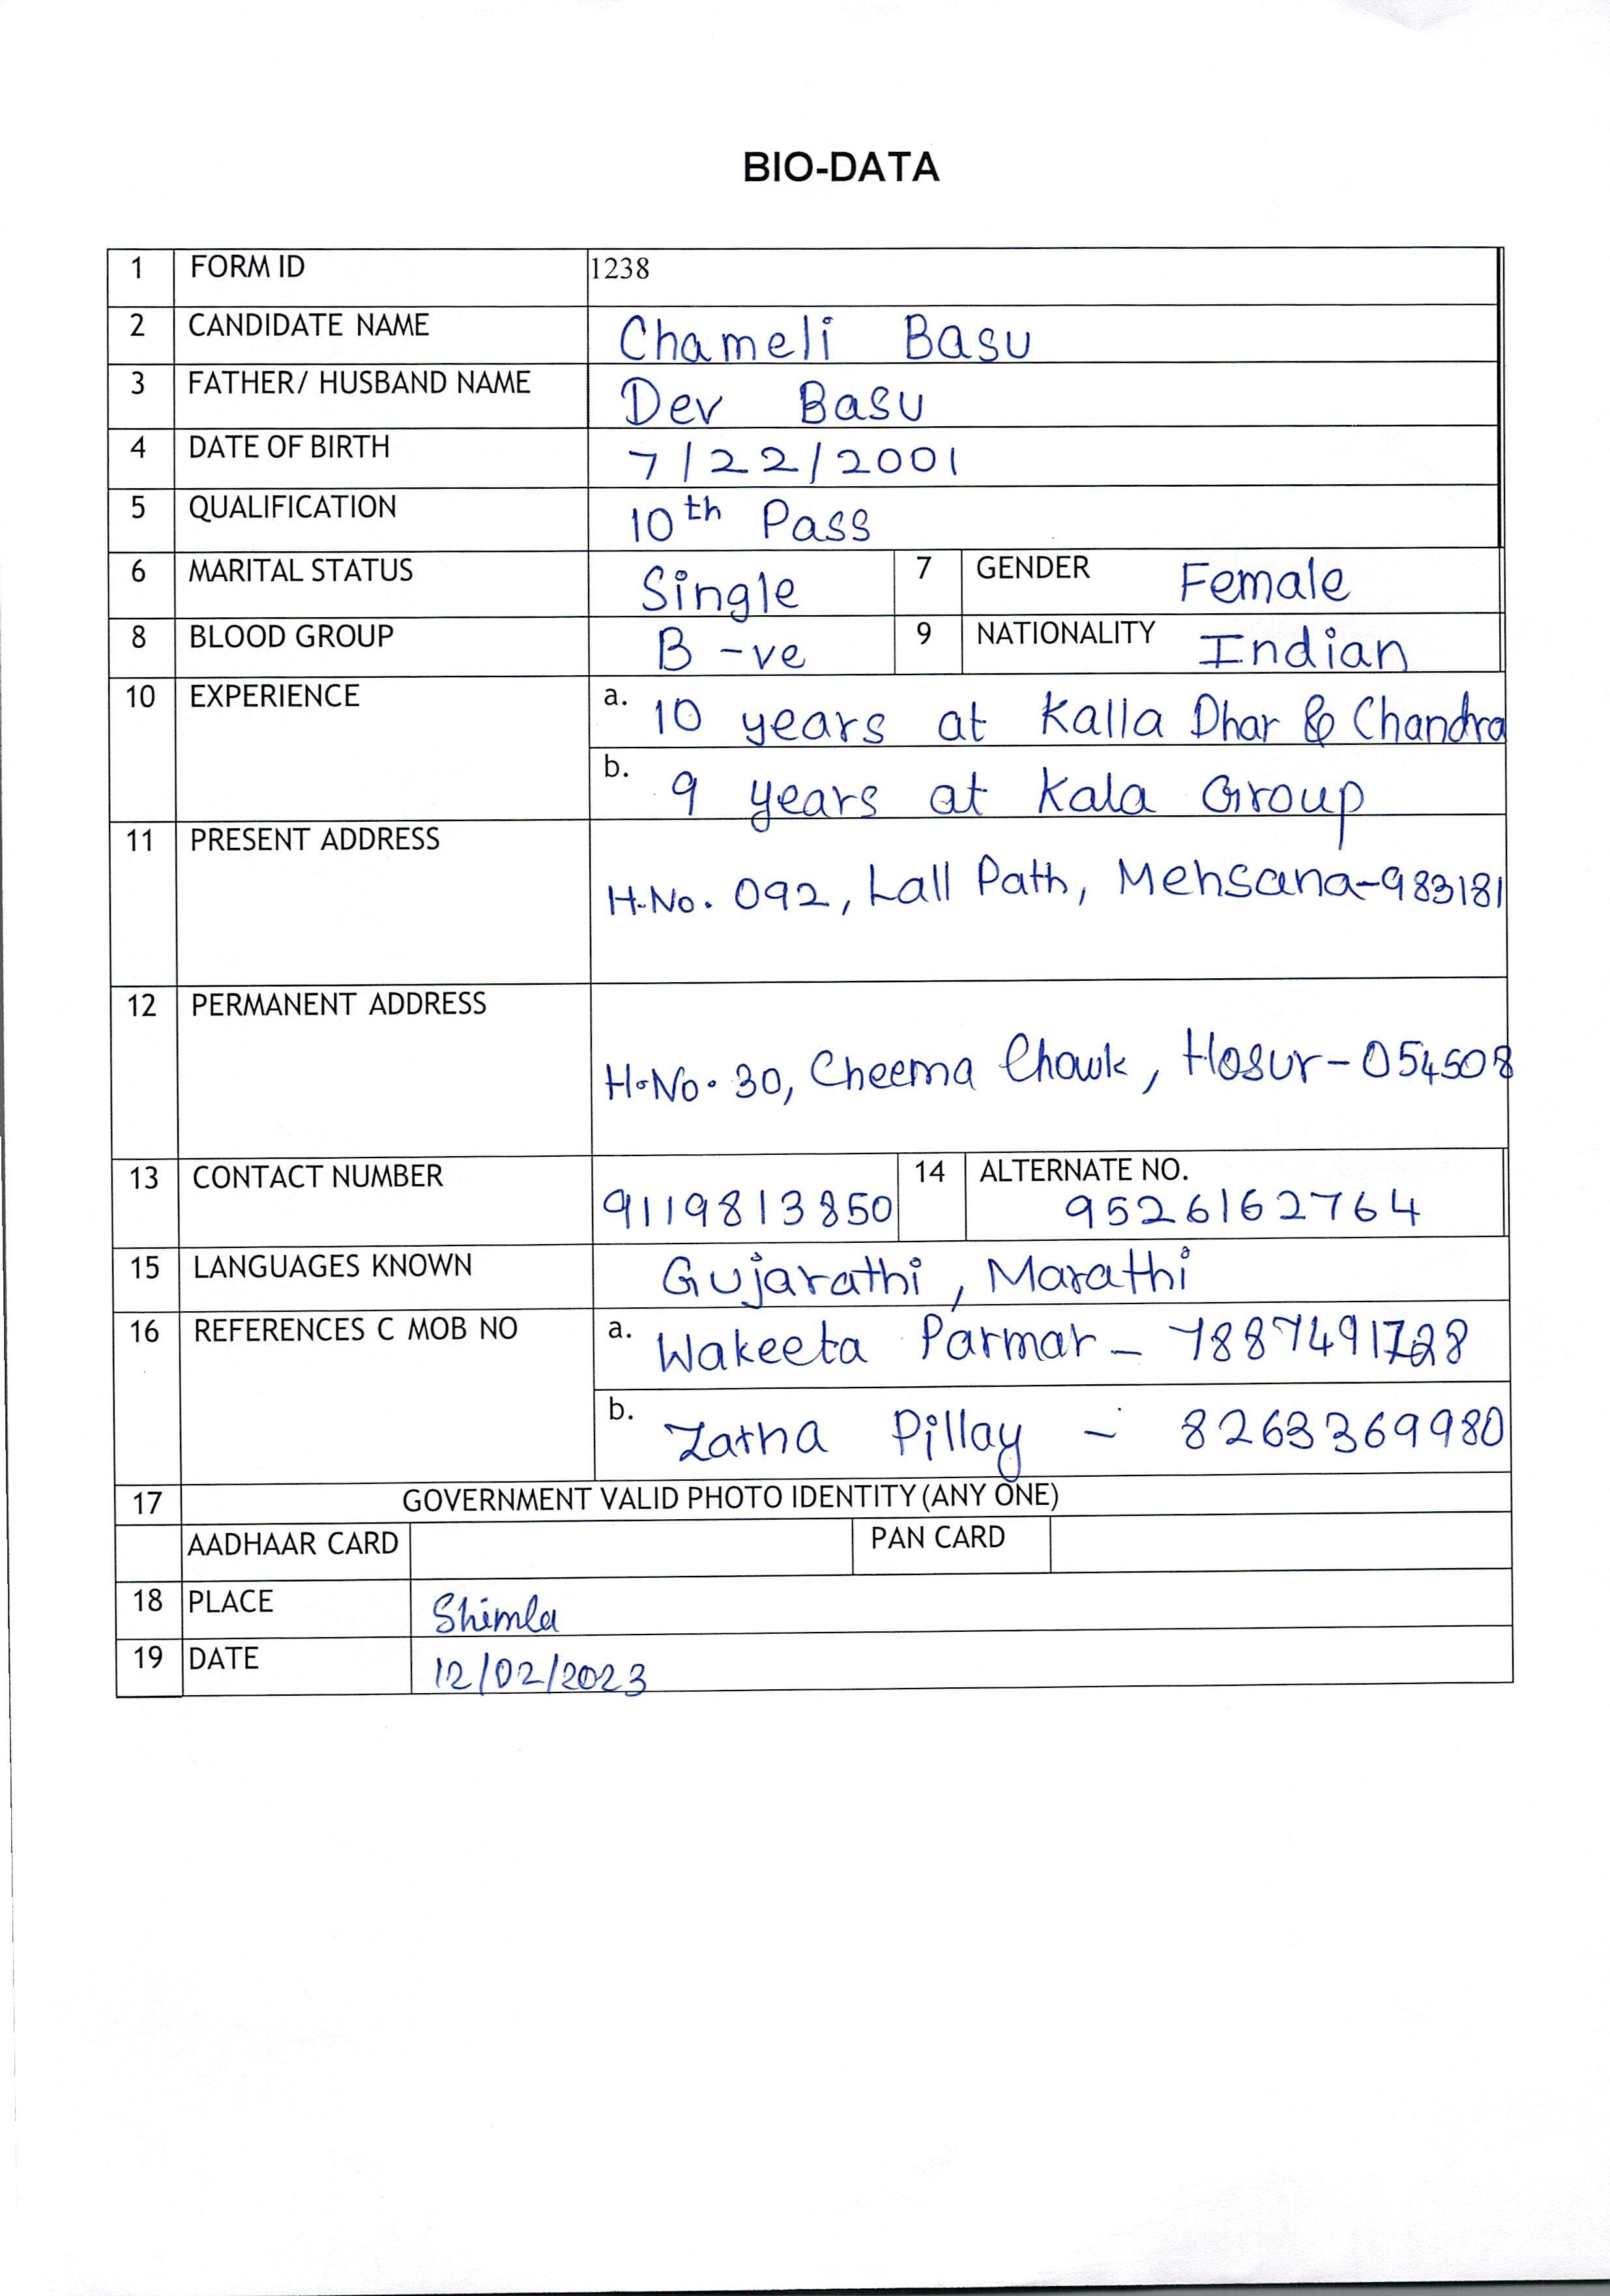 BIO-DATA
1 FORM ID 1238
2 CANDIDATE NAME Chameli Basu
3 FATHER/ HUSBAND NAME Dev Basu
4 DATE OF BIRTH 7/22/2001
5 QUALIFICATION 10th Pass
6 MARITAL STATUS Single 7 GENDER Female
8 BLOOD GROUP B -ve 9 NATIONALITY Indian
10 EXPERIENCE a. 10 years at Kalla Dhar & Chandra
b. 9 years at Kala Group
11 PRESENT ADDRESS
H.No. 092, Lall Path, Mehsana-983181
12 PERMANENT ADDRESS
H.No. 30, Cheema Chowk, Hosur-054508
13 CONTACT NUMBER 9119813850 14 ALTERNATE NO. 9526162764
15 LANGUAGES KNOWN Gujarathi, Marathi
16 REFERENCES C MOB NO a. Wakeeta Parmar - 7887491728
b. Zarna Pillay - 8263369980
17 GOVERNMENT VALID PHOTO IDENTITY (ANY ONE)
AADHAAR CARD PAN CARD
18 PLACE Shimla
19 DATE 12/02/2023